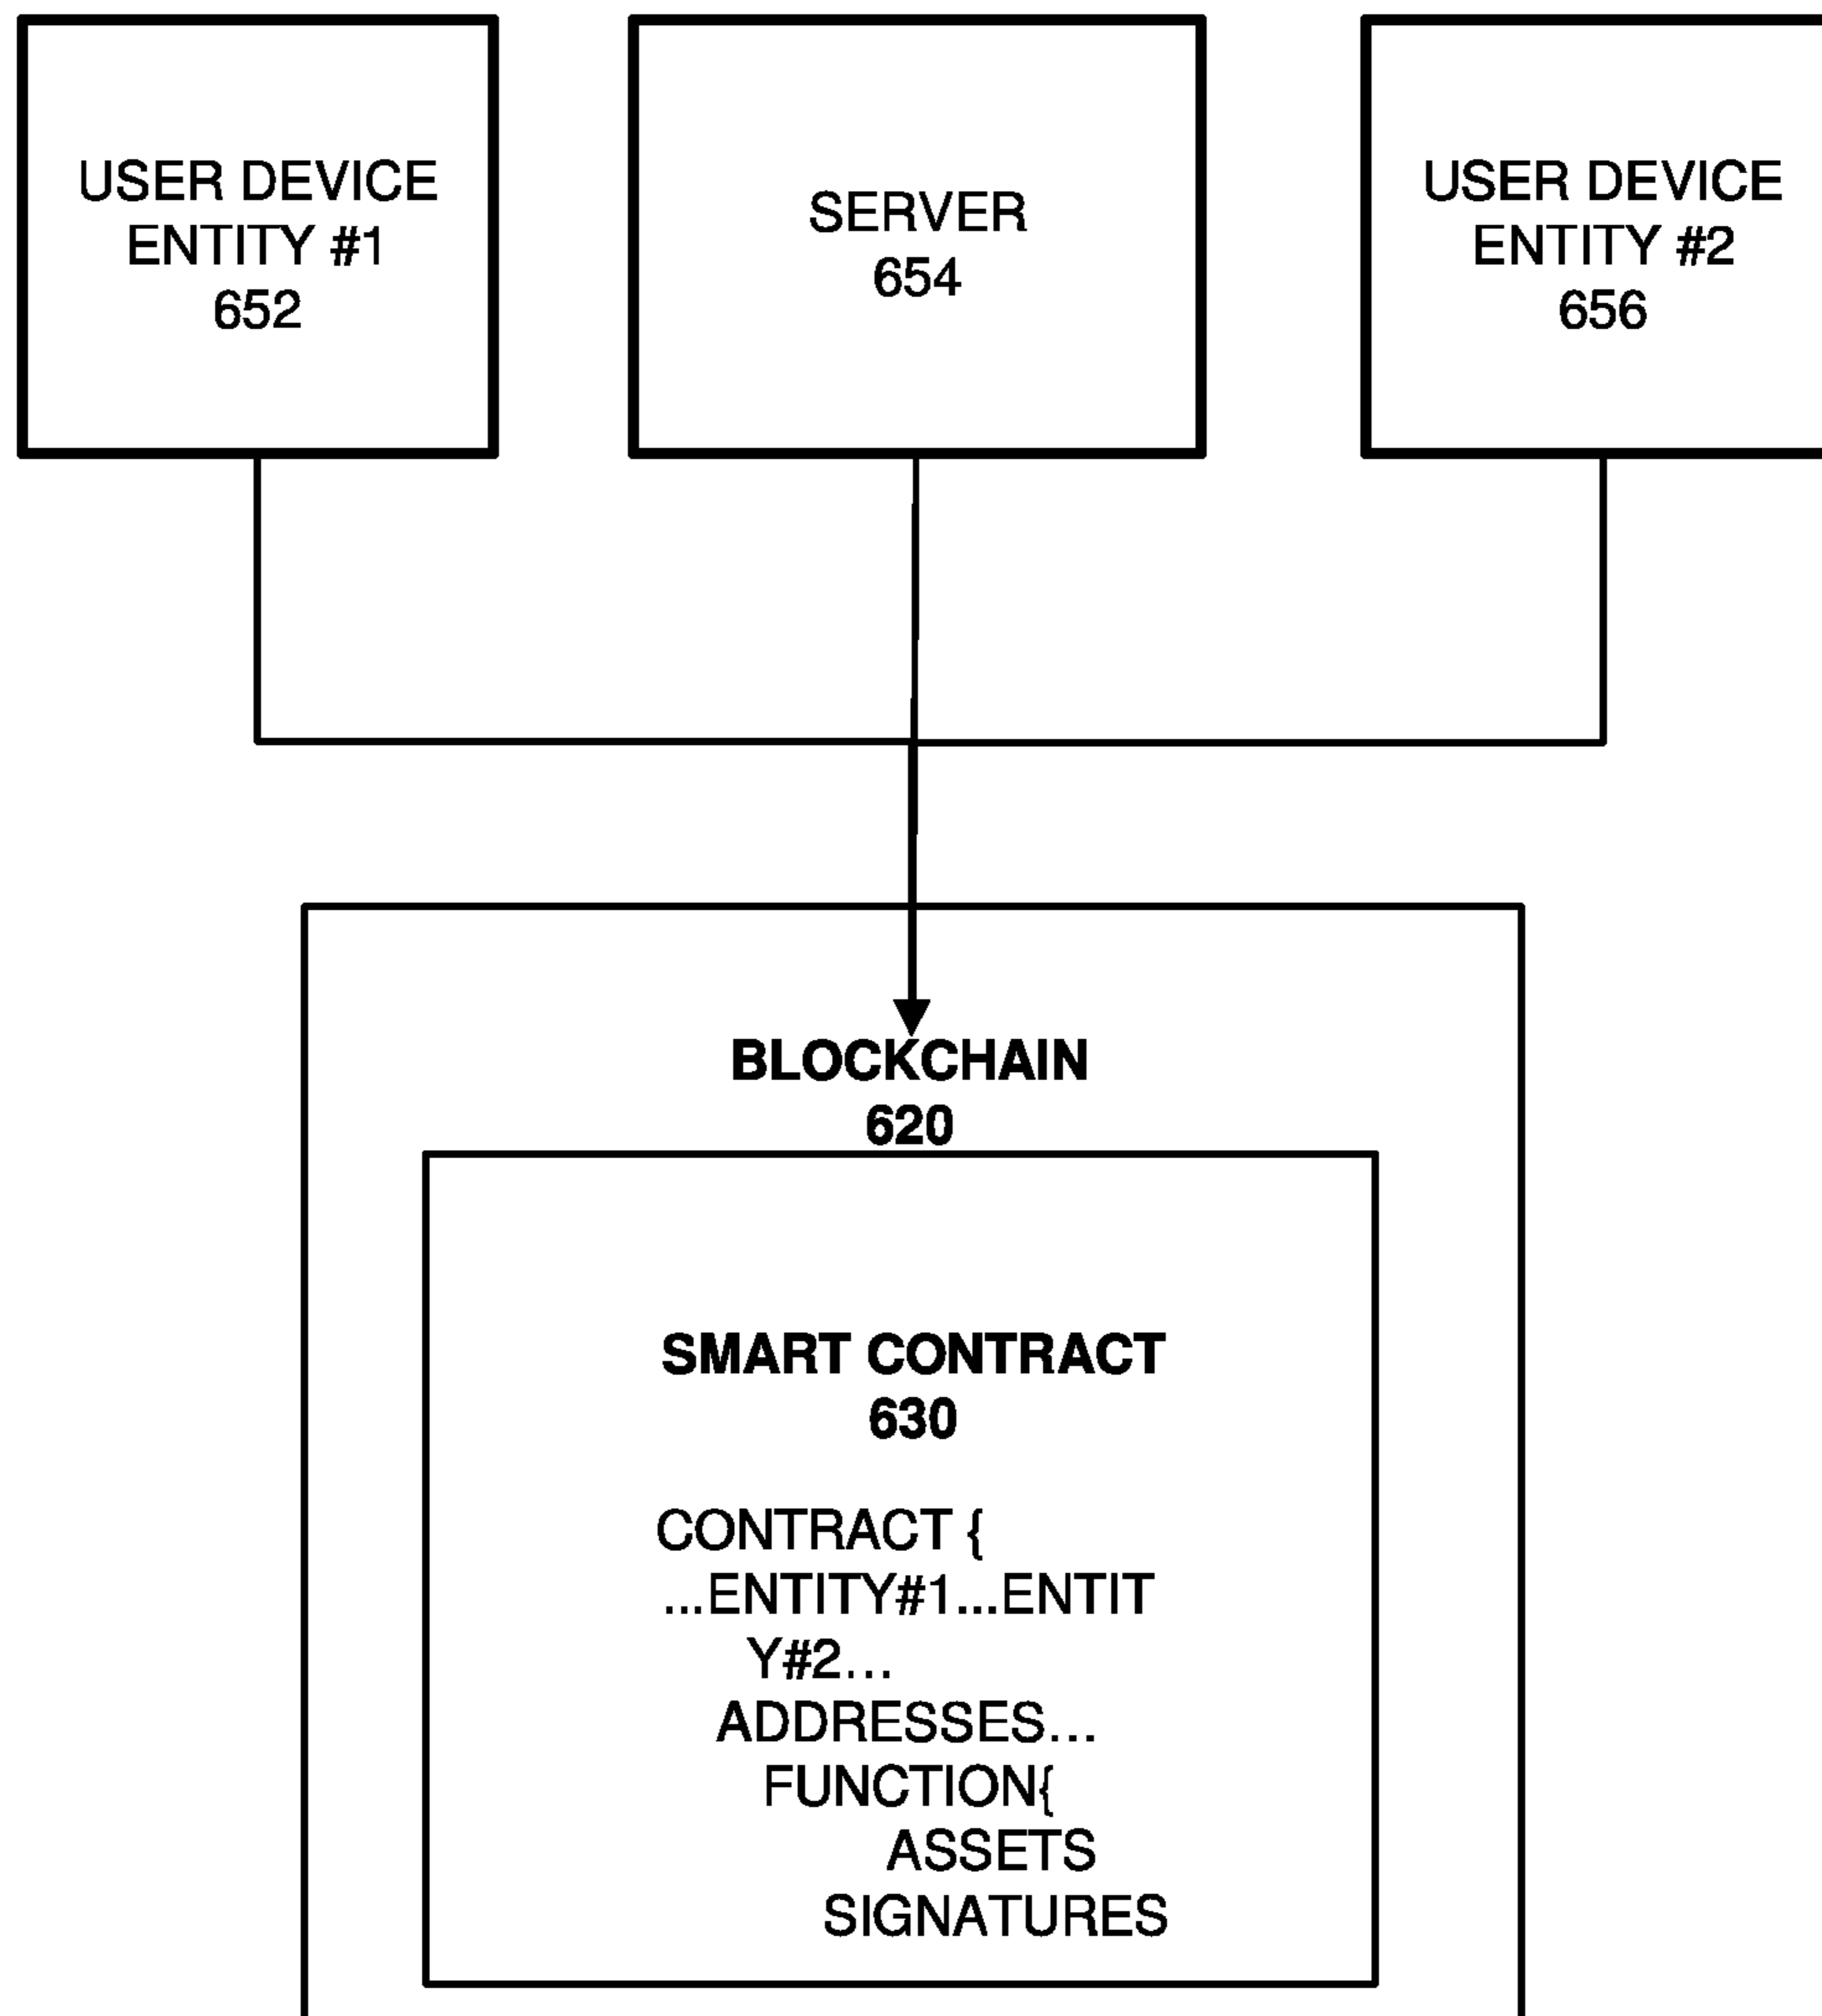 USER DEVICE
ENTITY #1
652
SERVER
654
USER DEVICE
ENTITY #2
656
BLOCKCHAIN
620
SMART CONTRACT
630
CONTRACT {
...ENTITY#1...ENTIT
Y#2...
ADDRESSES...
FUNCTION{
ASSETS
SIGNATURES